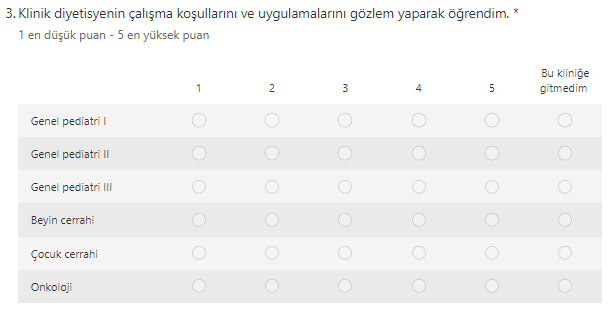 3. Klinik diyetisyenin çalışma koşullarını ve uygulamalarını gözlem yaparak öğrendim. *
1 en düşük puan - 5 en yüksek puan
1 2 3 4 5 Bu kliniğe
gitmedim
Genel pediatri I
Genel pediatri II
Genel pediatri III
Beyin cerrahi
Çocuk cerrahi
Onkoloji